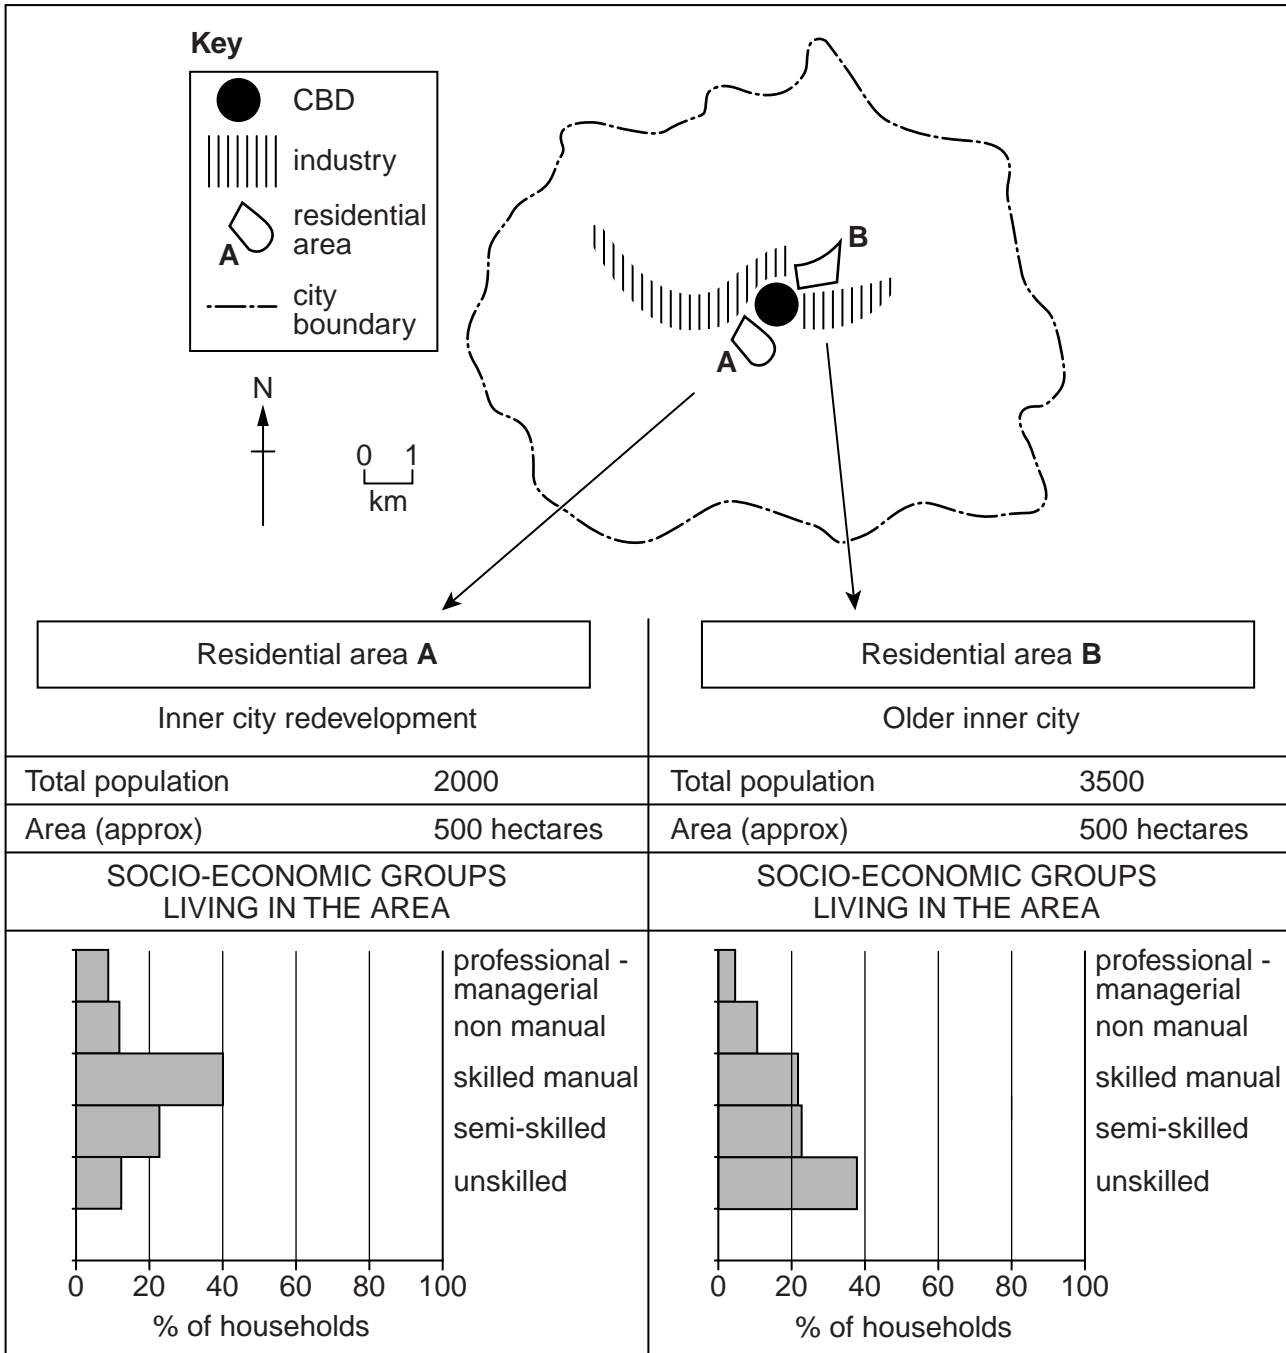 Key
CBD
industry
residential
area
A
city
boundary
N
0 1
km
B
A
Residential area A
Inner city redevelopment
Total population 2000
Area (approx) 500 hectares
SOCIO-ECONOMIC GROUPS
LIVING IN THE AREA
professional -
managerial
non manual
skilled manual
semi-skilled
unskilled
0 20 40 60 80 100
% of households
Residential area B
Older inner city
Total population 3500
Area (approx) 500 hectares
SOCIO-ECONOMIC GROUPS
LIVING IN THE AREA
professional -
managerial
non manual
skilled manual
semi-skilled
unskilled
0 20 40 60 80 100
% of households